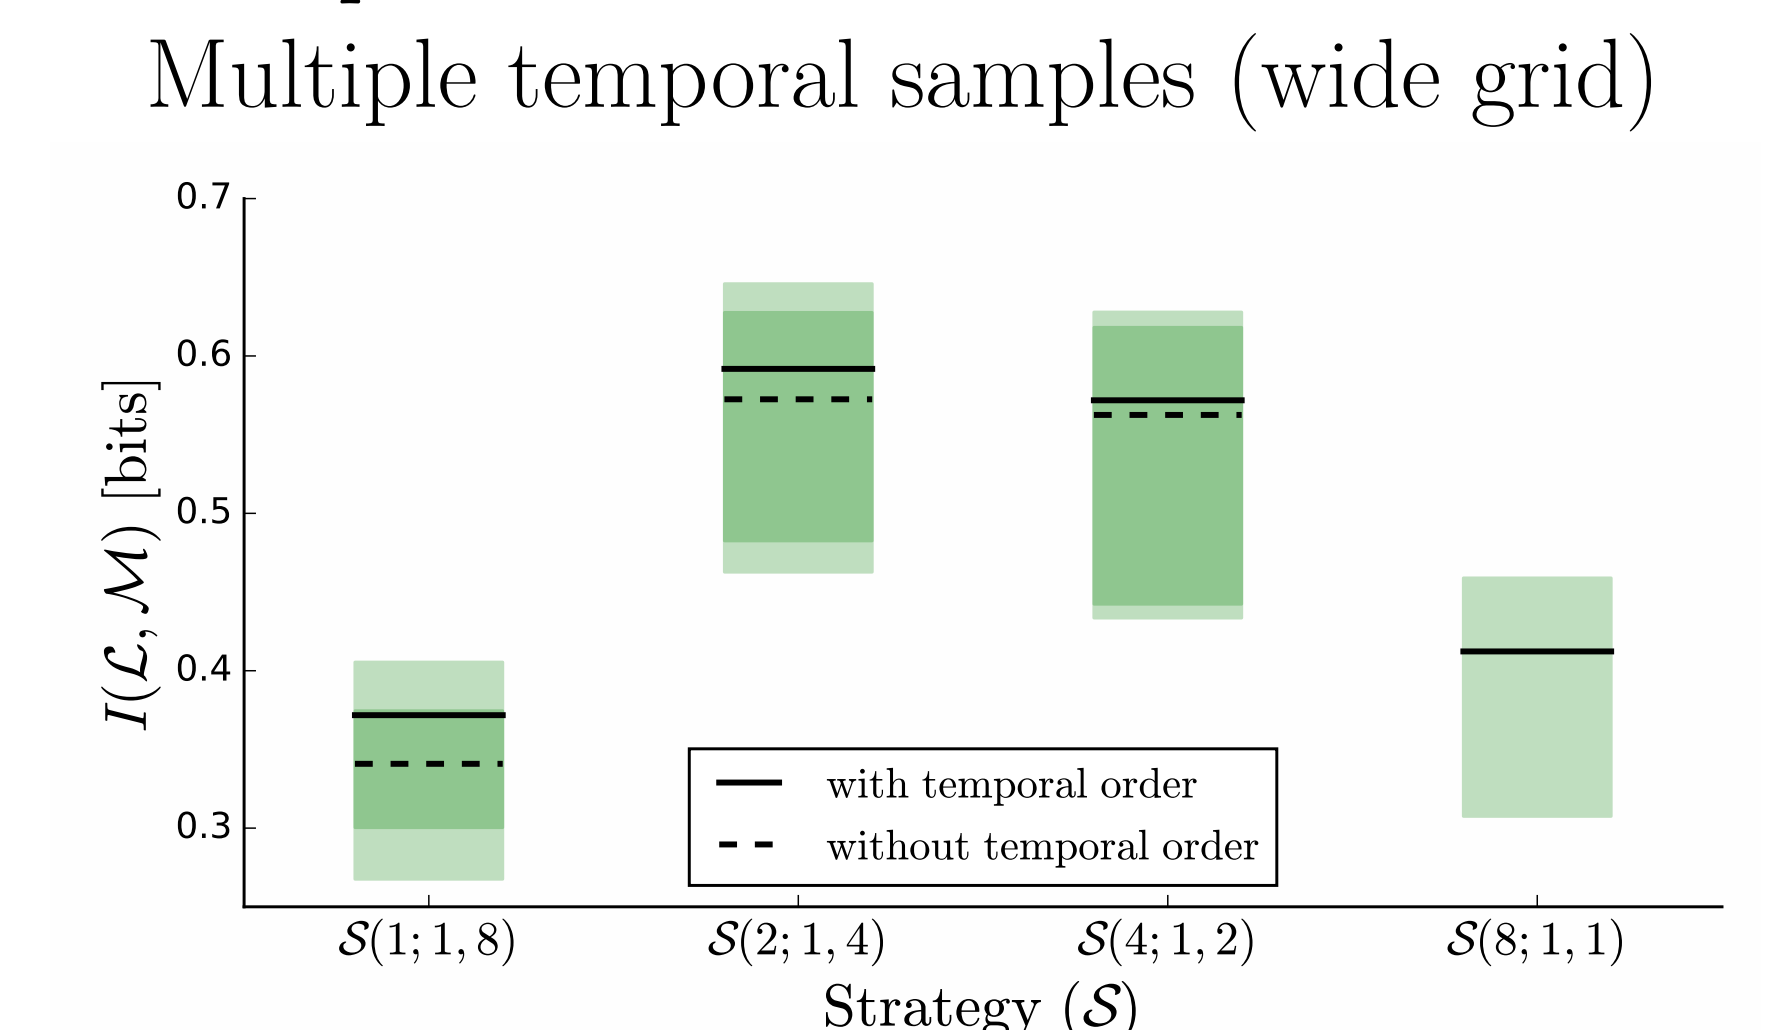 Multiple temporal samples (wide grid)
0.7
0.6
0.5
0.4
0.3
I(ℒ, ℳ) [bits]
with temporal order
without temporal order
𝒮(1; 1, 8) 𝒮(2; 1, 4) 𝒮(4; 1, 2) 𝒮(8; 1, 1)
Strategy (𝒮)